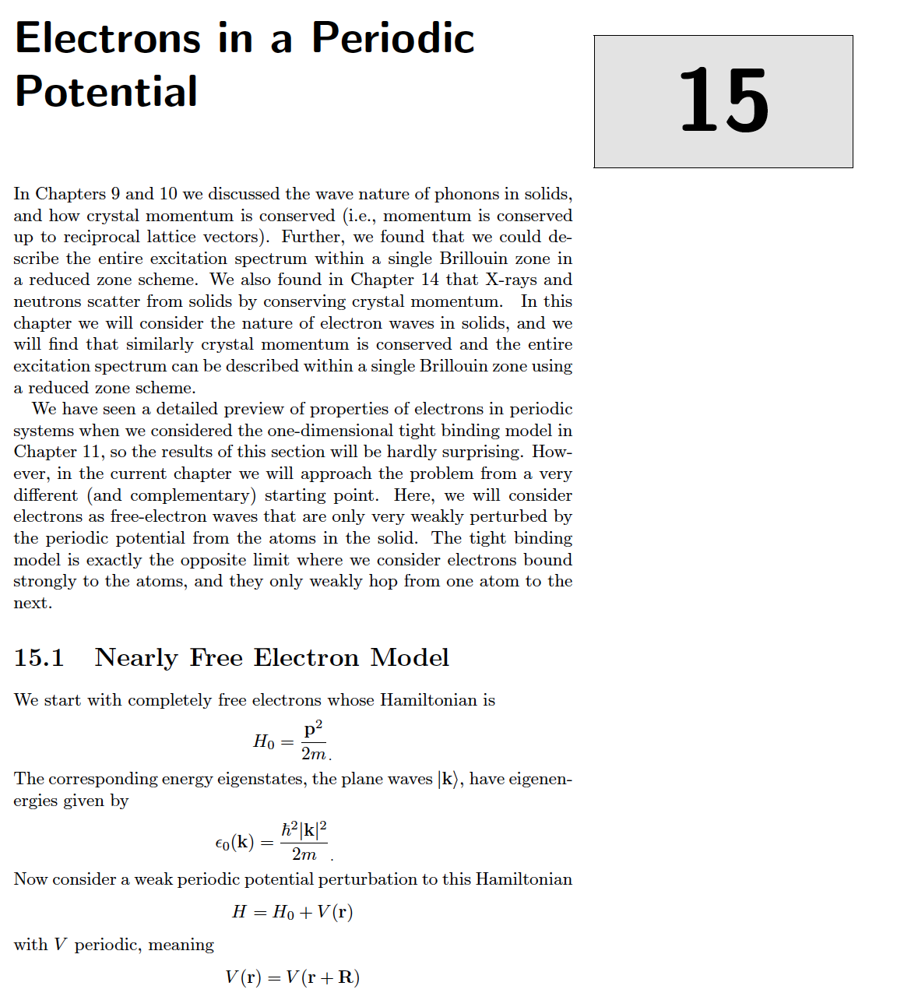 Electrons in a Periodic
Potential
15
In Chapters 9 and 10 we discussed the wave nature of phonons in solids,
and how crystal momentum is conserved (i.e., momentum is conserved
up to reciprocal lattice vectors). Further, we found that we could de-
scribe the entire excitation spectrum within a single Brillouin zone in
a reduced zone scheme. We also found in Chapter 14 that X-rays and
neutrons scatter from solids by conserving crystal momentum. In this
chapter we will consider the nature of electron waves in solids, and we
will find that similarly crystal momentum is conserved and the entire
excitation spectrum can be described within a single Brillouin zone using
a reduced zone scheme.
We have seen a detailed preview of properties of electrons in periodic
systems when we considered the one-dimensional tight binding model in
Chapter 11, so the results of this section will be hardly surprising. How-
ever, in the current chapter we will approach the problem from a very
different (and complementary) starting point. Here, we will consider
electrons as free-electron waves that are only very weakly perturbed by
the periodic potential from the atoms in the solid. The tight binding
model is exactly the opposite limit where we consider electrons bound
strongly to the atoms, and they only weakly hop from one atom to the
next.
15.1 Nearly Free Electron Model
We start with completely free electrons whose Hamiltonian is
H₀ = p²/2m.
The corresponding energy eigenstates, the plane waves |k⟩, have eigenen-
ergies given by
ϵ₀(k) = ħ²|k|²/2m.
Now consider a weak periodic potential perturbation to this Hamiltonian
H = H₀ + V(r)
with V periodic, meaning
V(r) = V(r + R)